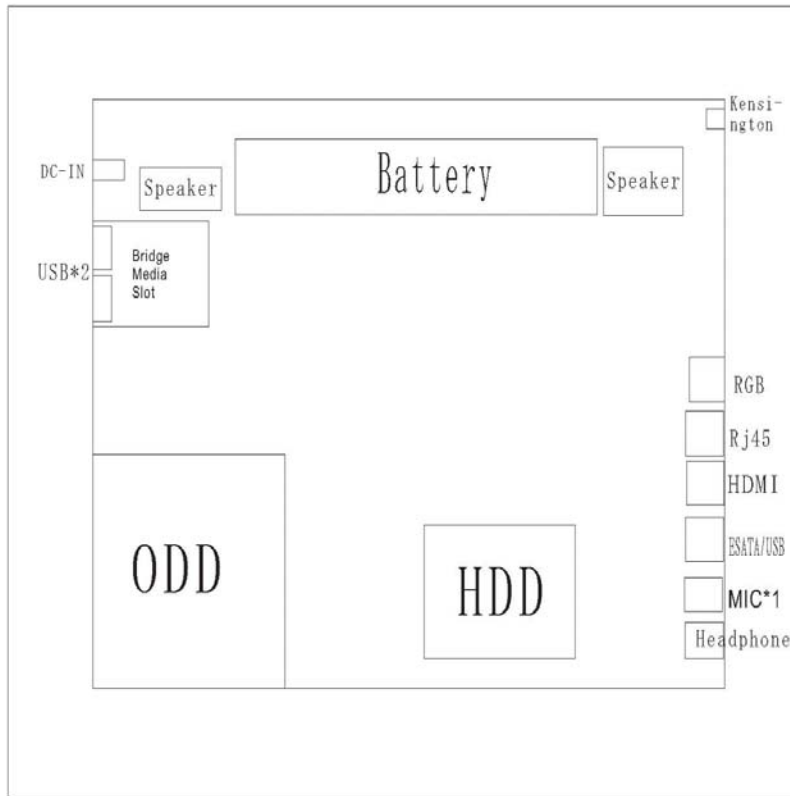 Kensi-
ngton
DC-IN
Speaker
Battery
Speaker
USB*2
Bridge
Media
Slot
RGB
Rj45
HDMI
ESATA/USB
ODD
HDD
MIC*1
Headphone